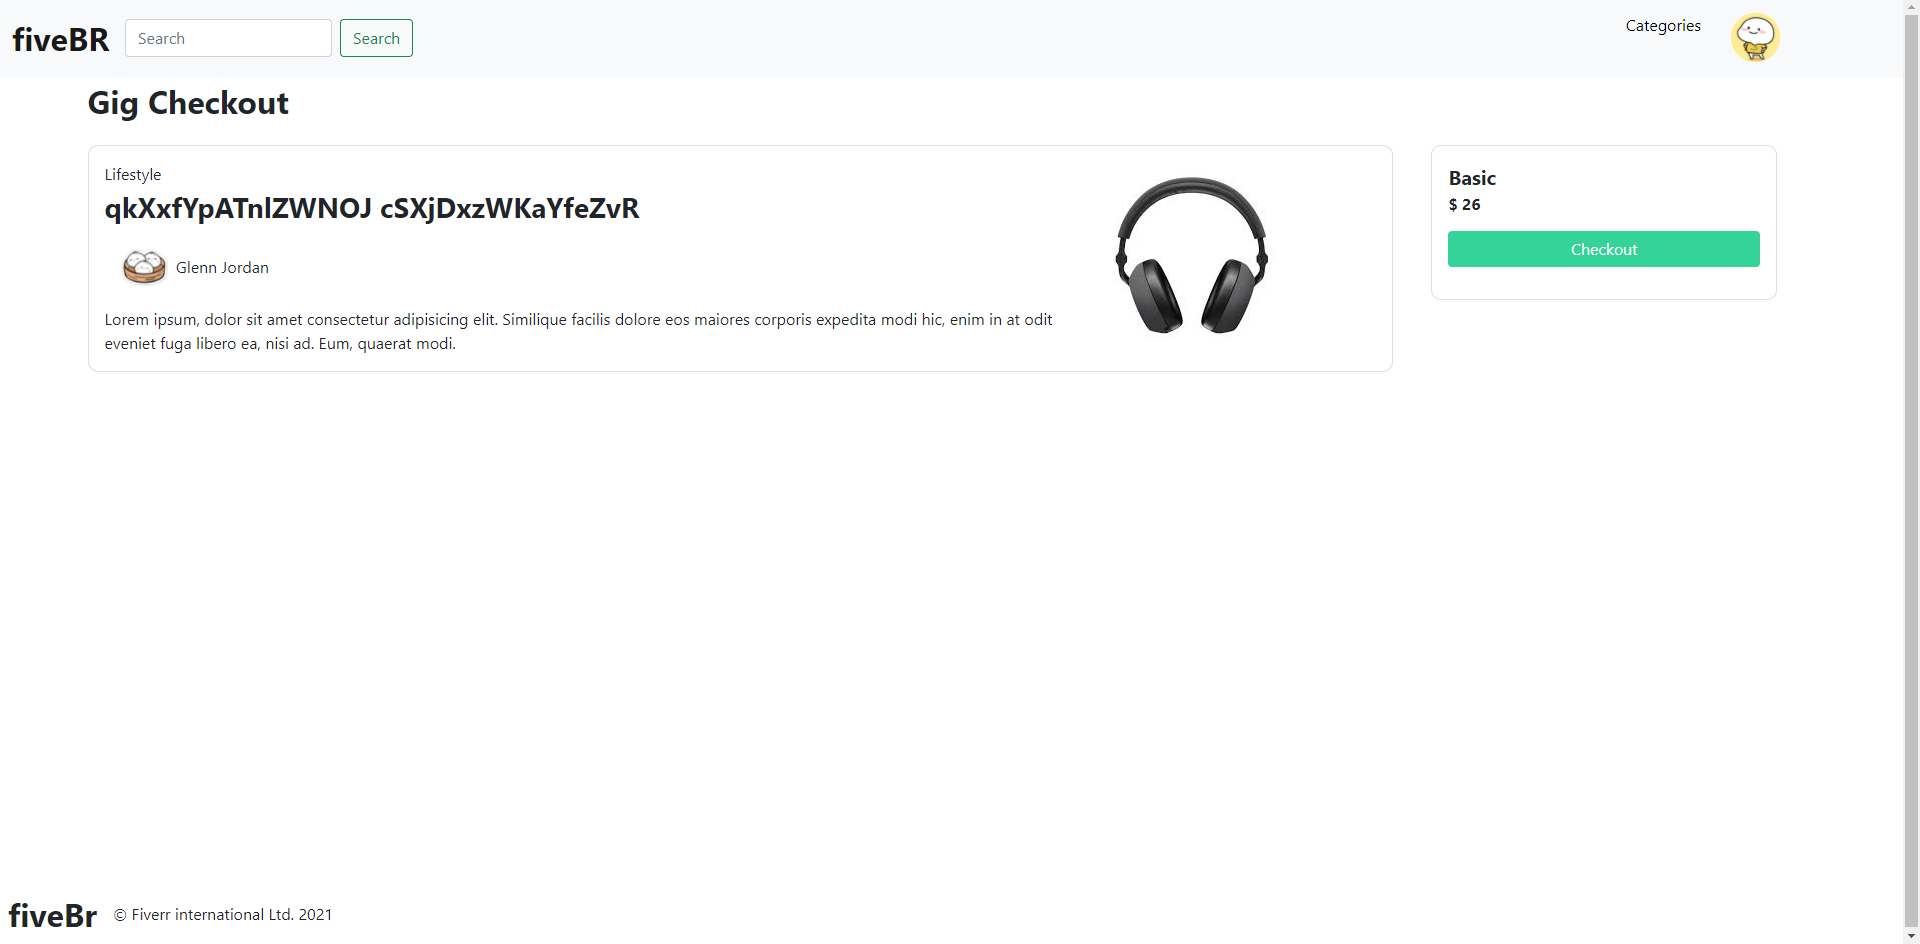 fiveBR
Search
Search
Categories
Gig Checkout
Lifestyle
qkXxfYpATnlZWNOJ cSXjDxzWKaYfeZvR
Glenn Jordan
Lorem ipsum, dolor sit amet consectetur adipisicing elit. Similique facilis dolore eos maiores corporis expedita modi hic, enim in at odit
eveniet fuga libero ea, nisi ad. Eum, quaerat modi.
Basic
$ 26
Checkout
fiveBr
© Fiverr international Ltd. 2021